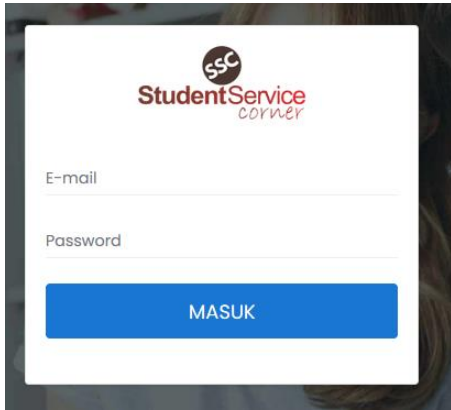 SSC
StudentService
corner
E-mail
Password
MASUK